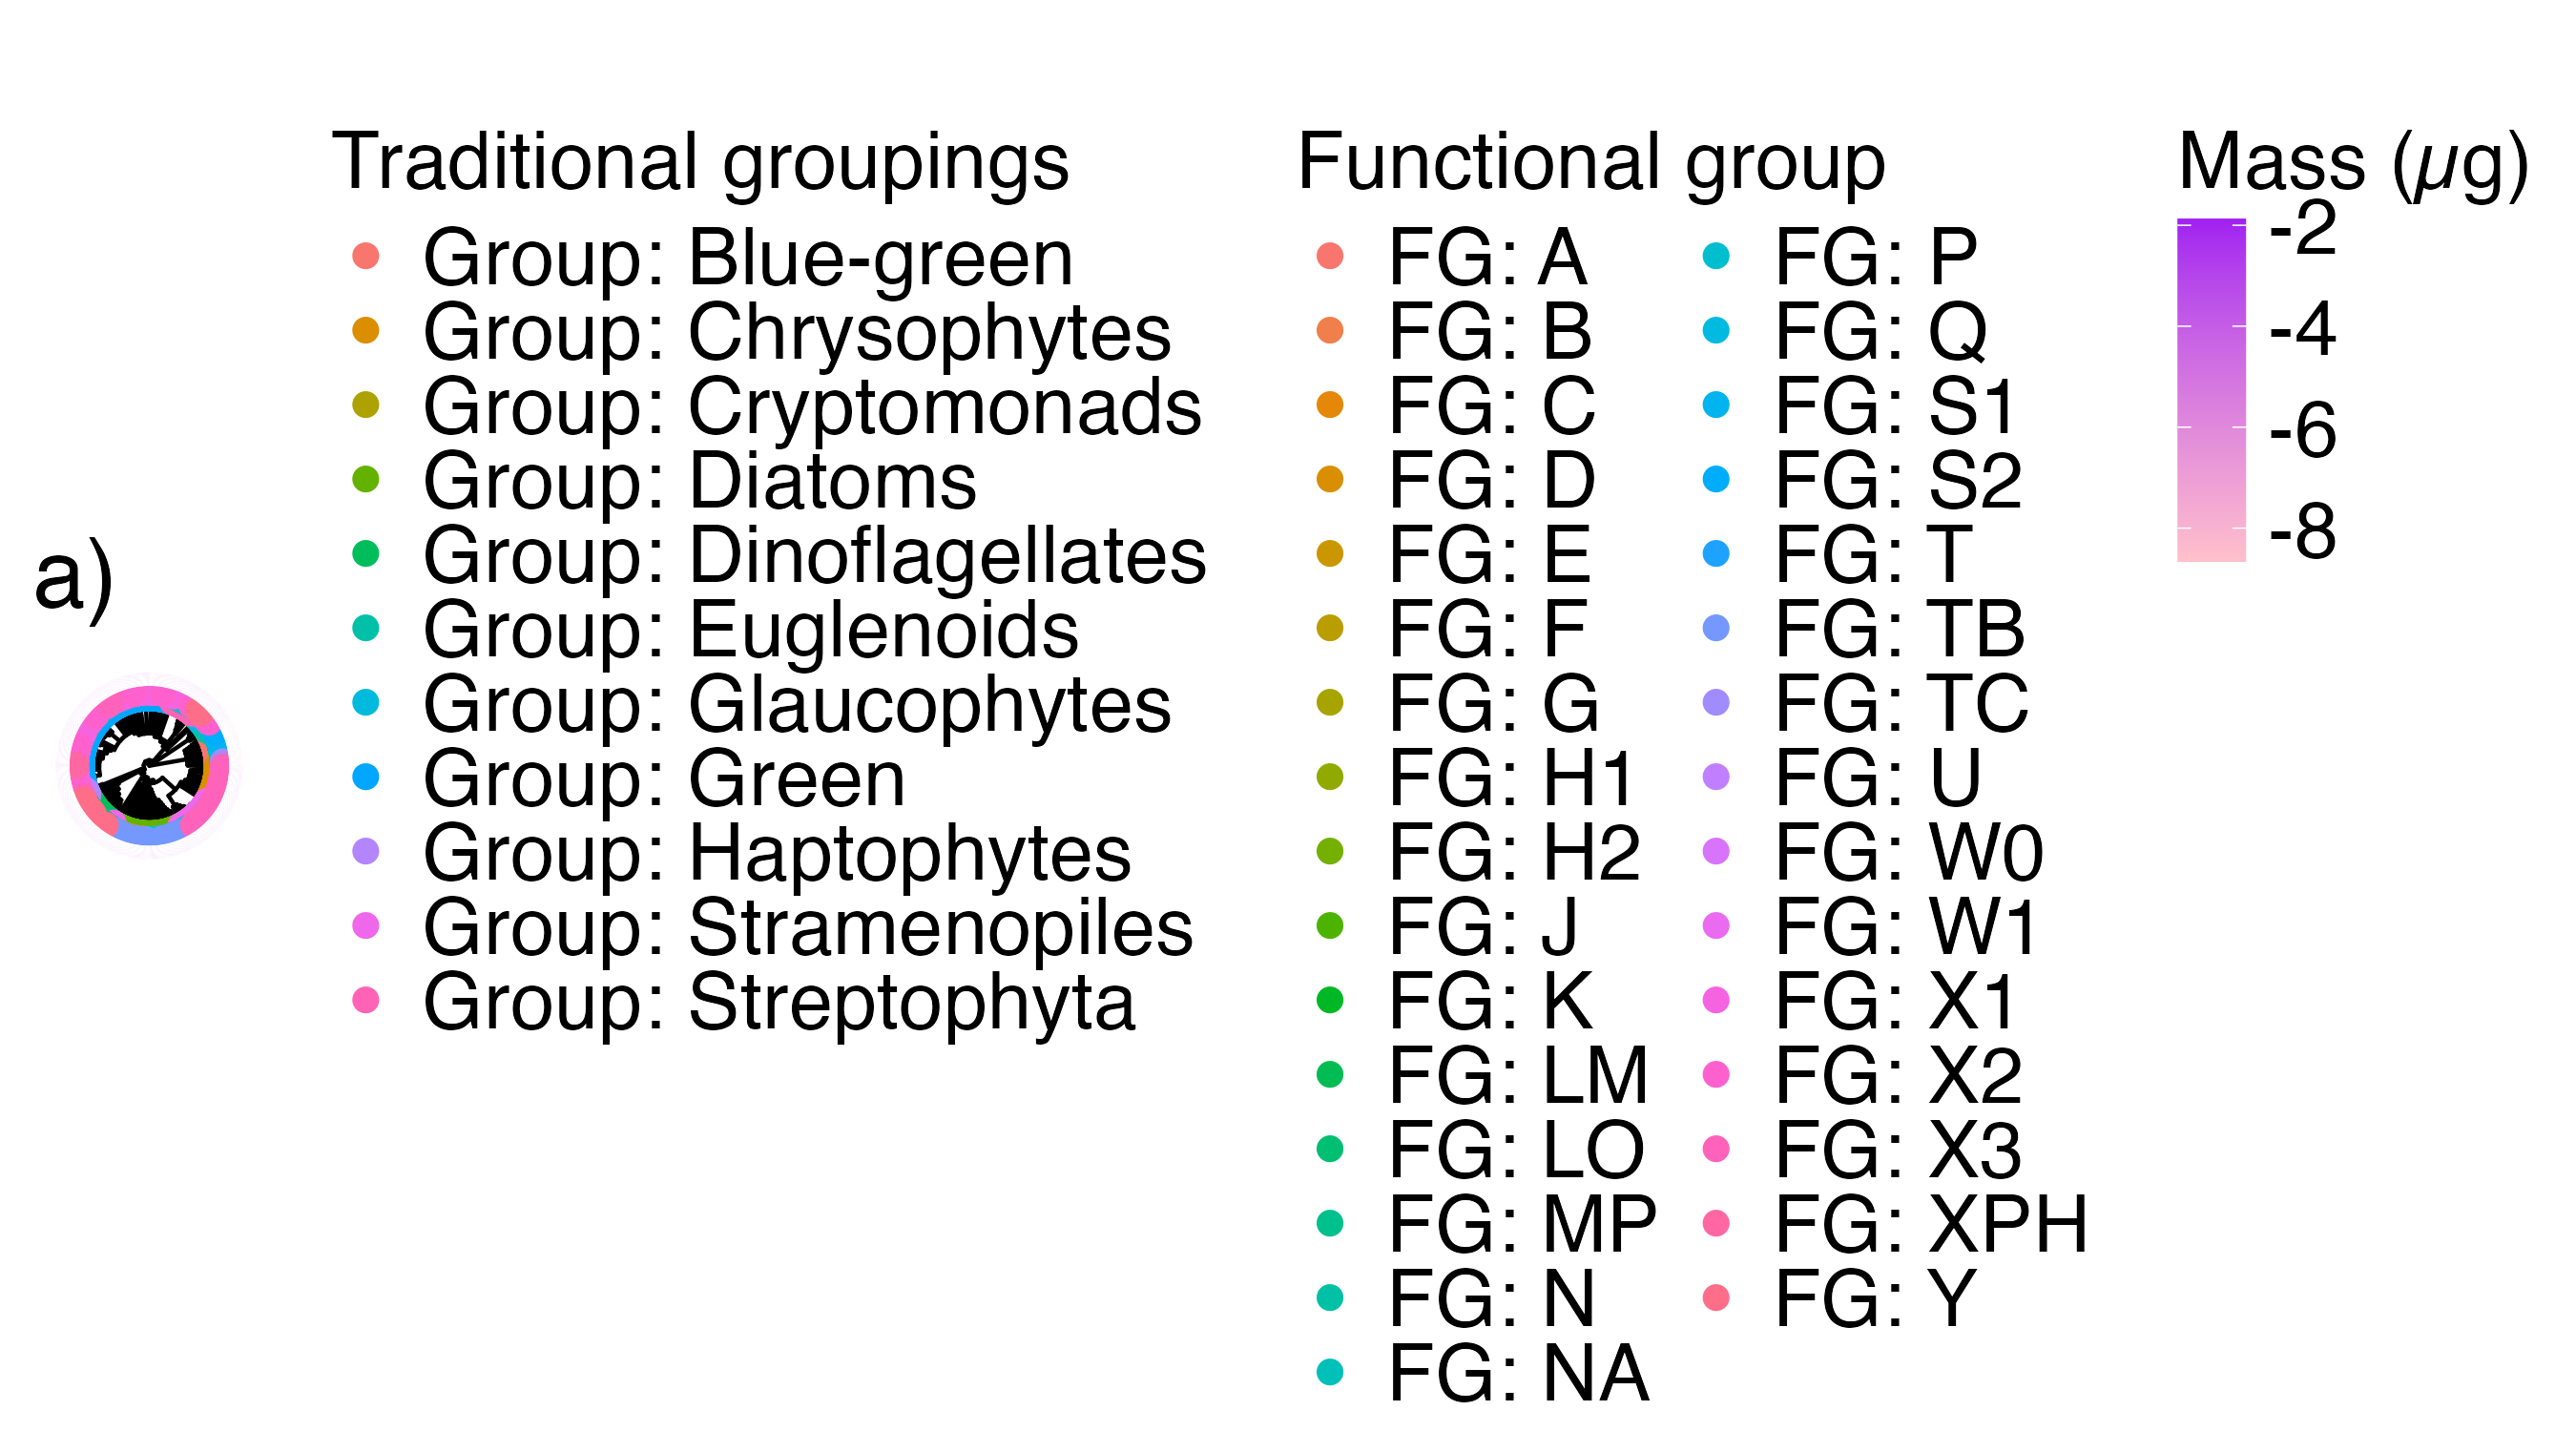 a)
Traditional groupings
Group: Blue-green
Group: Chrysophytes
Group: Cryptomonads
Group: Diatoms
Group: Dinoflagellates
Group: Euglenoids
Group: Glaucophytes
Group: Green
Group: Haptophytes
Group: Stramenopiles
Group: Streptophyta
Functional group
FG: A
FG: B
FG: C
FG: D
FG: E
FG: F
FG: G
FG: H1
FG: H2
FG: J
FG: K
FG: LM
FG: LO
FG: MP
FG: N
FG: NA
FG: P
FG: Q
FG: S1
FG: S2
FG: T
FG: TB
FG: TC
FG: U
FG: W0
FG: W1
FG: X1
FG: X2
FG: X3
FG: XPH
FG: Y
Mass (µg)
-2
-4
-6
-8